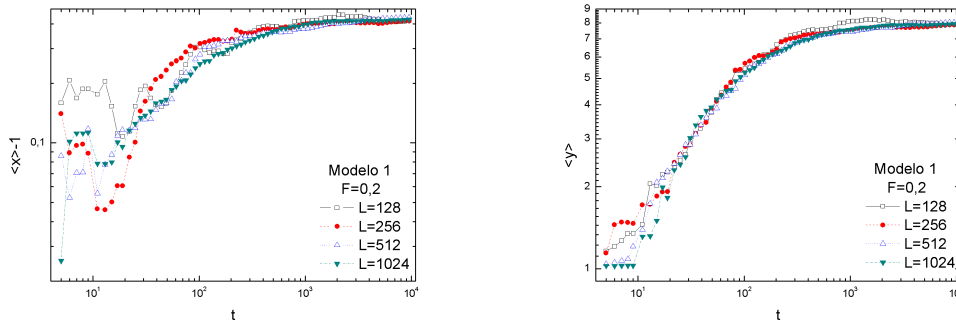 <x>-1
0,1
10¹
10²
10³
10⁴
t
Modelo 1
F=0,2
L=128
L=256
L=512
L=1024
<y>
9
8
7
6
5
4
3
2
1
10¹
10²
10³
10
t
Modelo 1
F=0,2
L=128
L=256
L=512
L=1024